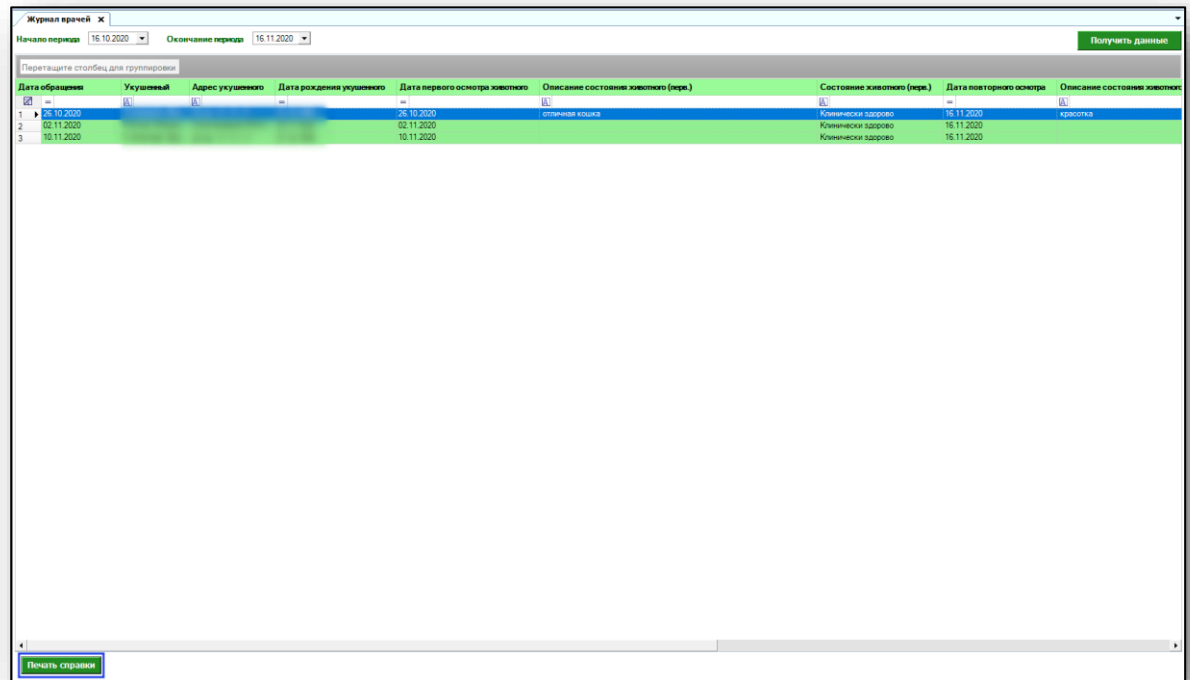 Журнал врачей X
Начало периода 16.10.2020 Окончание периода 16.11.2020 Получить данные
Перетащите столбец для группировки
Дата обращения Укушенный Адрес укушенного Дата рождения укушенного Дата первого осмотра животного Описание состояния животного (перв.) Состояние животного (перв.) Дата повторного осмотра Описание состояния животного
= A A = = A A = A
1 26.10.2020 26.10.2020 отличная кошка Клинически здорово 16.11.2020 красотка
2 02.11.2020 02.11.2020 Клинически здорово 16.11.2020
3 10.11.2020 10.11.2020 Клинически здорово 16.11.2020
Печать справки